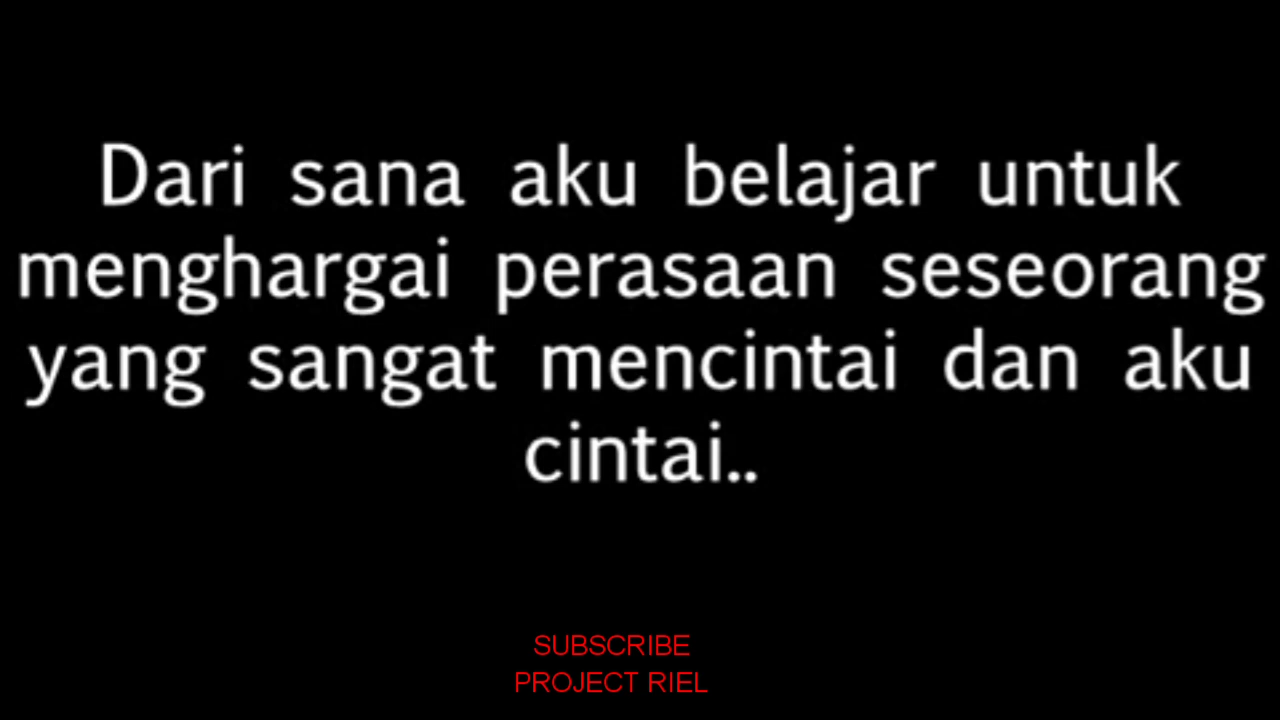 Dari sana aku belajar untuk
menghargai perasaan seseorang
yang sangat mencintai dan aku
cintai..
SUBSCRIBE
PROJECT RIEL